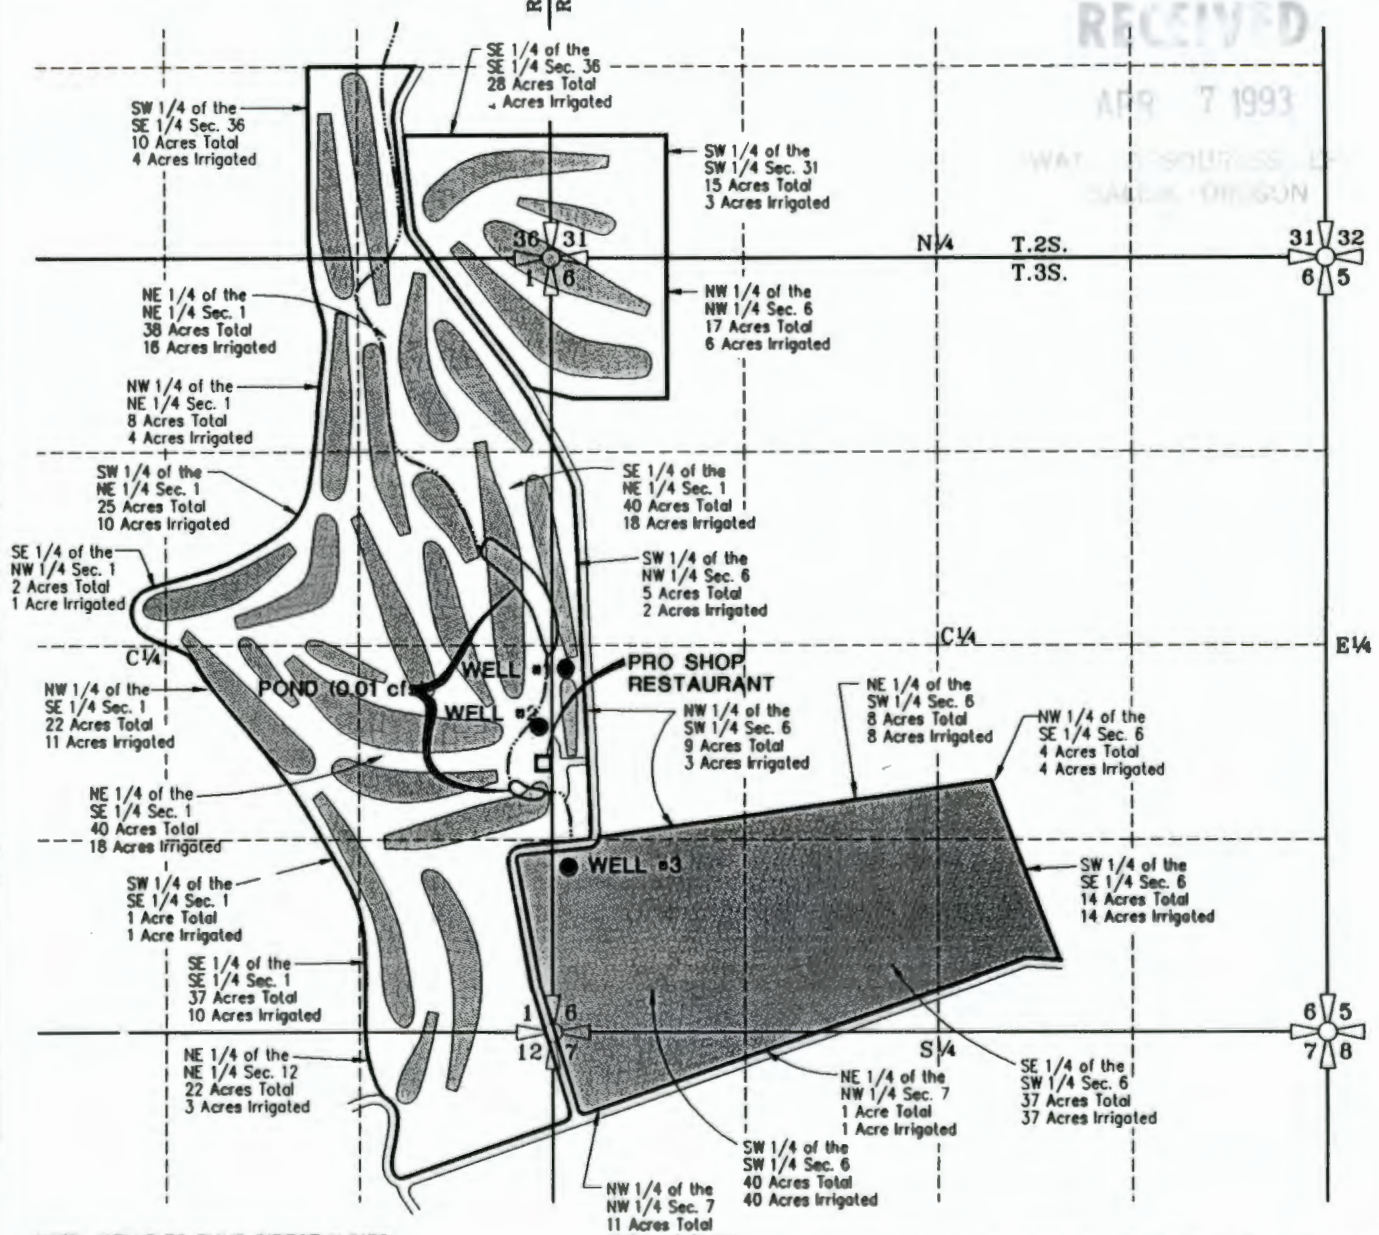 R
R
RECEIVED
APR 7 1993
SALEM, OREGON
SE 1/4 of the
SE 1/4 Sec. 36
28 Acres Total
Acres Irrigated
SW 1/4 of the
SE 1/4 Sec. 36
10 Acres Total
4 Acres Irrigated
SW 1/4 of the
SW 1/4 Sec. 31
15 Acres Total
3 Acres Irrigated
36 31
1 6
N1/4
T.2S.
T.3S.
31 32
6 5
NE 1/4 of the
NE 1/4 Sec. 1
38 Acres Total
16 Acres Irrigated
NW 1/4 of the
NW 1/4 Sec. 6
17 Acres Total
6 Acres Irrigated
NW 1/4 of the
NE 1/4 Sec. 1
8 Acres Total
4 Acres Irrigated
SW 1/4 of the
NE 1/4 Sec. 1
25 Acres Total
10 Acres Irrigated
SE 1/4 of the
NE 1/4 Sec. 1
40 Acres Total
18 Acres Irrigated
SE 1/4 of the
NW 1/4 Sec. 1
2 Acres Total
1 Acre Irrigated
SW 1/4 of the
NW 1/4 Sec. 6
5 Acres Total
2 Acres Irrigated
C1/4
C1/4
E1/4
WELL #1
PRO SHOP
RESTAURANT
POND (0.01 cfs)
WELL #2
NW 1/4 of the
SE 1/4 Sec. 1
22 Acres Total
11 Acres Irrigated
NW 1/4 of the
SW 1/4 Sec. 6
9 Acres Total
3 Acres Irrigated
NE 1/4 of the
SW 1/4 Sec. 6
8 Acres Total
8 Acres Irrigated
NW 1/4 of the
SE 1/4 Sec. 6
4 Acres Total
4 Acres Irrigated
NE 1/4 of the
SE 1/4 Sec. 1
40 Acres Total
18 Acres Irrigated
WELL #3
SW 1/4 of the
SE 1/4 Sec. 6
14 Acres Total
14 Acres Irrigated
SW 1/4 of the
SE 1/4 Sec. 1
1 Acre Total
1 Acre Irrigated
SE 1/4 of the
SE 1/4 Sec. 1
37 Acres Total
10 Acres Irrigated
1 6
12 7
S1/4
6 5
7 8
NE 1/4 of the
NE 1/4 Sec. 12
22 Acres Total
3 Acres Irrigated
NE 1/4 of the
NW 1/4 Sec. 7
1 Acre Total
1 Acre Irrigated
SE 1/4 of the
SW 1/4 Sec. 6
37 Acres Total
37 Acres Irrigated
SW 1/4 of the
SW 1/4 Sec. 6
40 Acres Total
40 Acres Irrigated
NW 1/4 of the
NW 1/4 Sec. 7
11 Acres Total